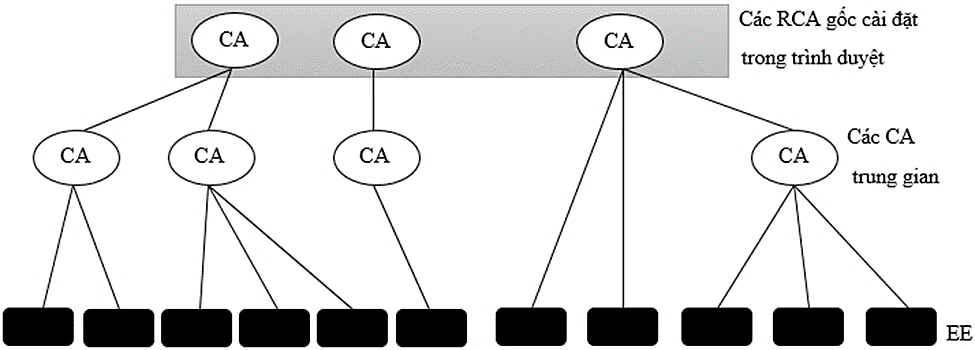 CA
CA
CA
Các RCA gốc cài đặt
trong trình duyệt
CA
CA
CA
CA
Các CA
trung gian
EE